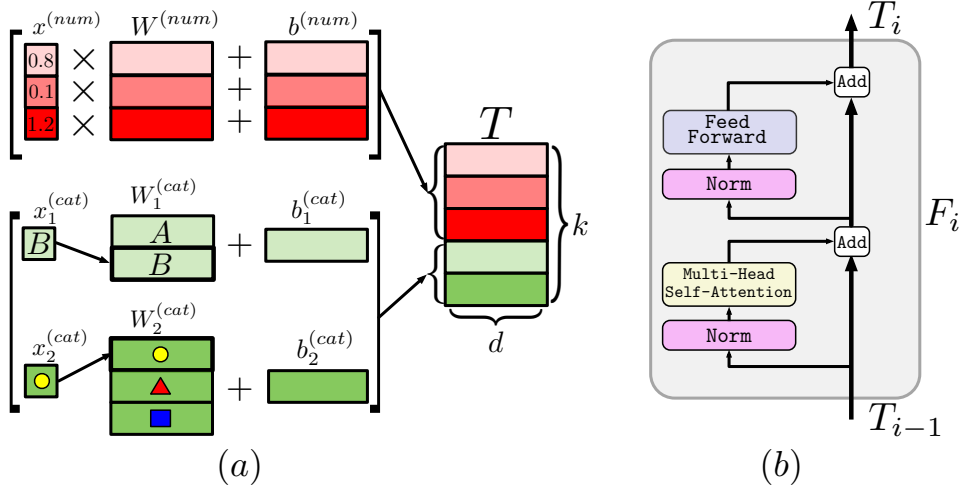 x^{(num)} W^{(num)} b^{(num)}
0.8 × +
0.1 × +
1.2 × +
T
k
d
x_1^{(cat)} W_1^{(cat)} b_1^{(cat)}
B A +
B
x_2^{(cat)} W_2^{(cat)} b_2^{(cat)}
+
(a)
T_i
Add
Feed
Forward
Norm
F_i
Add
Multi-Head
Self-Attention
Norm
T_{i-1}
(b)